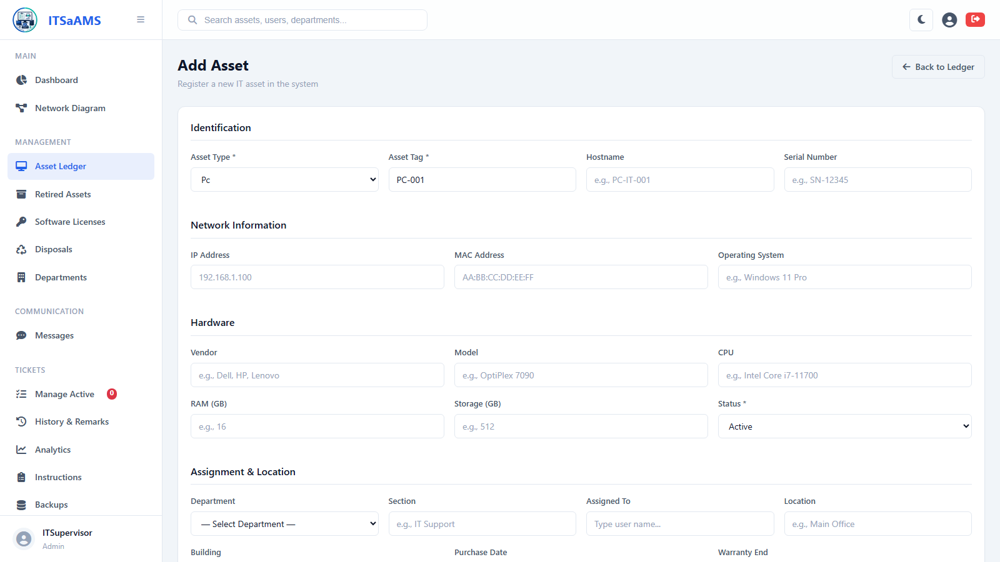 ITSaAMS
Search assets, users, departments...
MAIN
Dashboard
Network Diagram
MANAGEMENT
Asset Ledger
Retired Assets
Software Licenses
Disposals
Departments
COMMUNICATION
Messages
TICKETS
Manage Active 0
History & Remarks
Analytics
Instructions
Backups
ITSupervisor
Admin
Add Asset
Register a new IT asset in the system
Back to Ledger
Identification
Asset Type * Asset Tag * Hostname Serial Number
Pc PC-001 e.g., PC-IT-001 e.g., SN-12345
Network Information
IP Address MAC Address Operating System
192.168.1.100 AA:BB:CC:DD:EE:FF e.g., Windows 11 Pro
Hardware
Vendor Model CPU
e.g., Dell, HP, Lenovo e.g., OptiPlex 7090 e.g., Intel Core i7-11700
RAM (GB) Storage (GB) Status *
e.g., 16 e.g., 512 Active
Assignment & Location
Department Section Assigned To Location
— Select Department — e.g., IT Support Type user name... e.g., Main Office
Building Purchase Date Warranty End